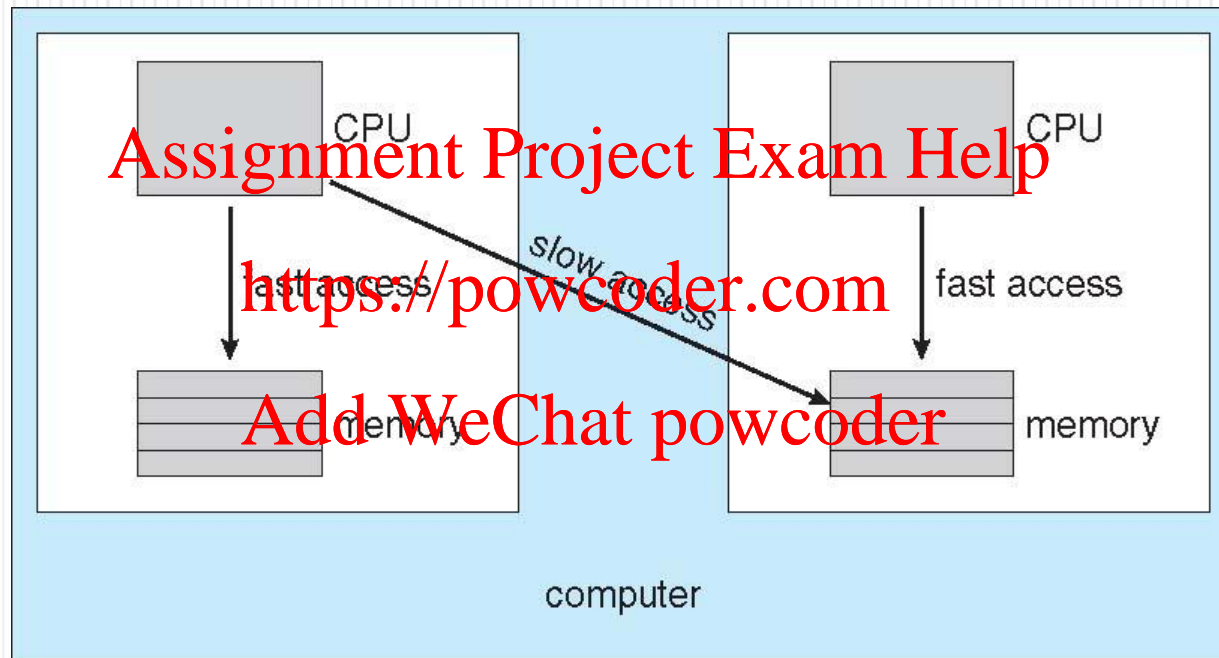 CPU
CPU
Assignment Project Exam Help
slow access
fast access
fast access
https://powcoder.com
memory
memory
Add WeChat powcoder
computer